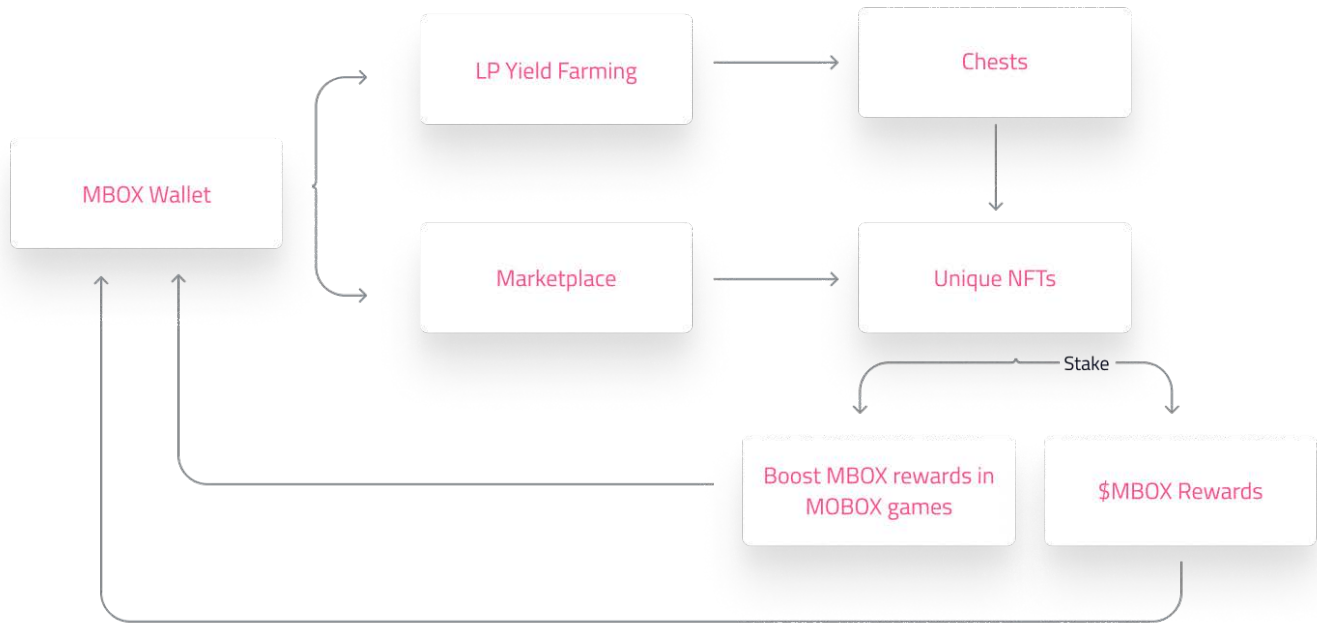 LP Yield Farming
Chests
MBOX Wallet
Marketplace
Unique NFTs
Stake
Boost MBOX rewards in
MOBOX games
$MBOX Rewards